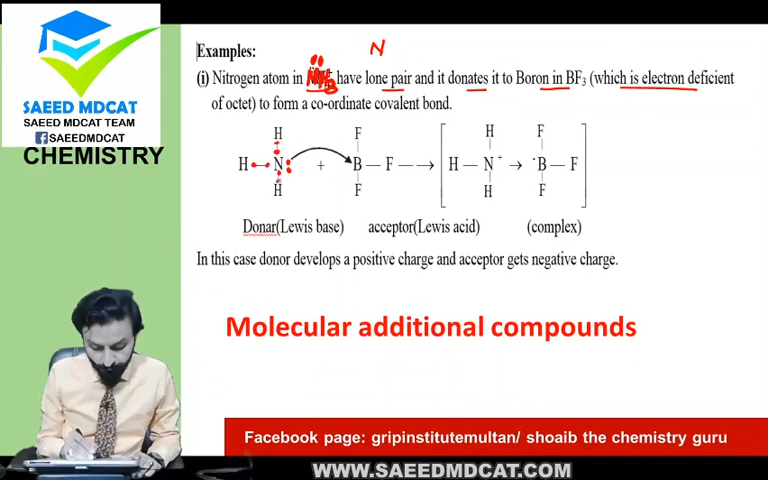 SAEED MDCAT
SAEED MDCAT TEAM
SAEEDMDCAT
CHEMISTRY
Examples:
N
(i) Nitrogen atom in NH3 have lone pair and it donates it to Boron in BF3 (which is electron deficient
of octet) to form a co-ordinate covalent bond.
H H F
H — N : + B — F → [ H — N + → - B — F ]
H F H F
F
Donar(Lewis base) acceptor(Lewis acid) (complex)
In this case donor develops a positive charge and acceptor gets negative charge.
Molecular additional compounds
Facebook page: gripinstitutemultan/ shoaib the chemistry guru
WWW.SAEEDMDCAT.COM